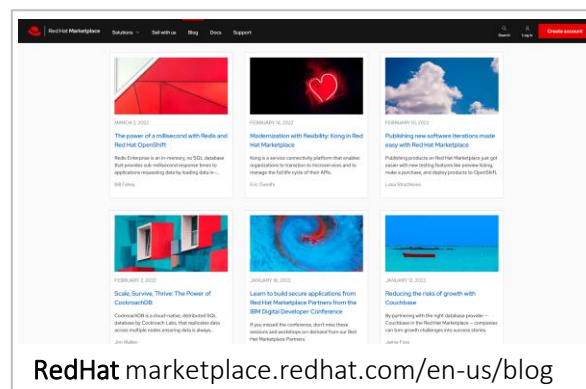 Red Hat Marketplace Solutions Sell with us Blog Docs Support Search Log in Create account
MARCH 2, 2022
The power of a millisecond with Redis and
Red Hat OpenShift
Redis Enterprise is an in-memory, no SQL database
that provides sub-millisecond response times to
applications requesting data by loading data in-...
Bill Fahey
FEBRUARY 14, 2022
Modernization with flexibility: Kong in Red
Hat Marketplace
Kong is a service connectivity platform that enables
organizations to transition to microservices and to
manage the full life cycle of their APIs.
Eric Gandhi
FEBRUARY 10, 2022
Publishing new software iterations made
easy with Red Hat Marketplace
Publishing products on Red Hat Marketplace just got
easier with new testing features like preview listing,
make a purchase, and deploy products to OpenShift.
FEBRUARY 2, 2022
Scale, Survive, Thrive: The Power of
CockroachDB
CockroachDB is a cloud-native, distributed SQL
database by Cockroach Labs, that replicates data
across multiple nodes ensuring data is always...
Jim Walker
JANUARY 18, 2022
Learn to build secure applications from
Red Hat Marketplace Partners from the
IBM Digital Developer Conference
If you missed the conference, don't miss these
sessions and workshops on-demand from our Red
Hat Marketplace Partners
JANUARY 12, 2022
Reducing the risks of growth with
Couchbase
By partnering with the right database provider –
Couchbase in the Red Hat Marketplace – companies
can turn growth challenges into success stories.
Jamie Foss
RedHat marketplace.redhat.com/en-us/blog